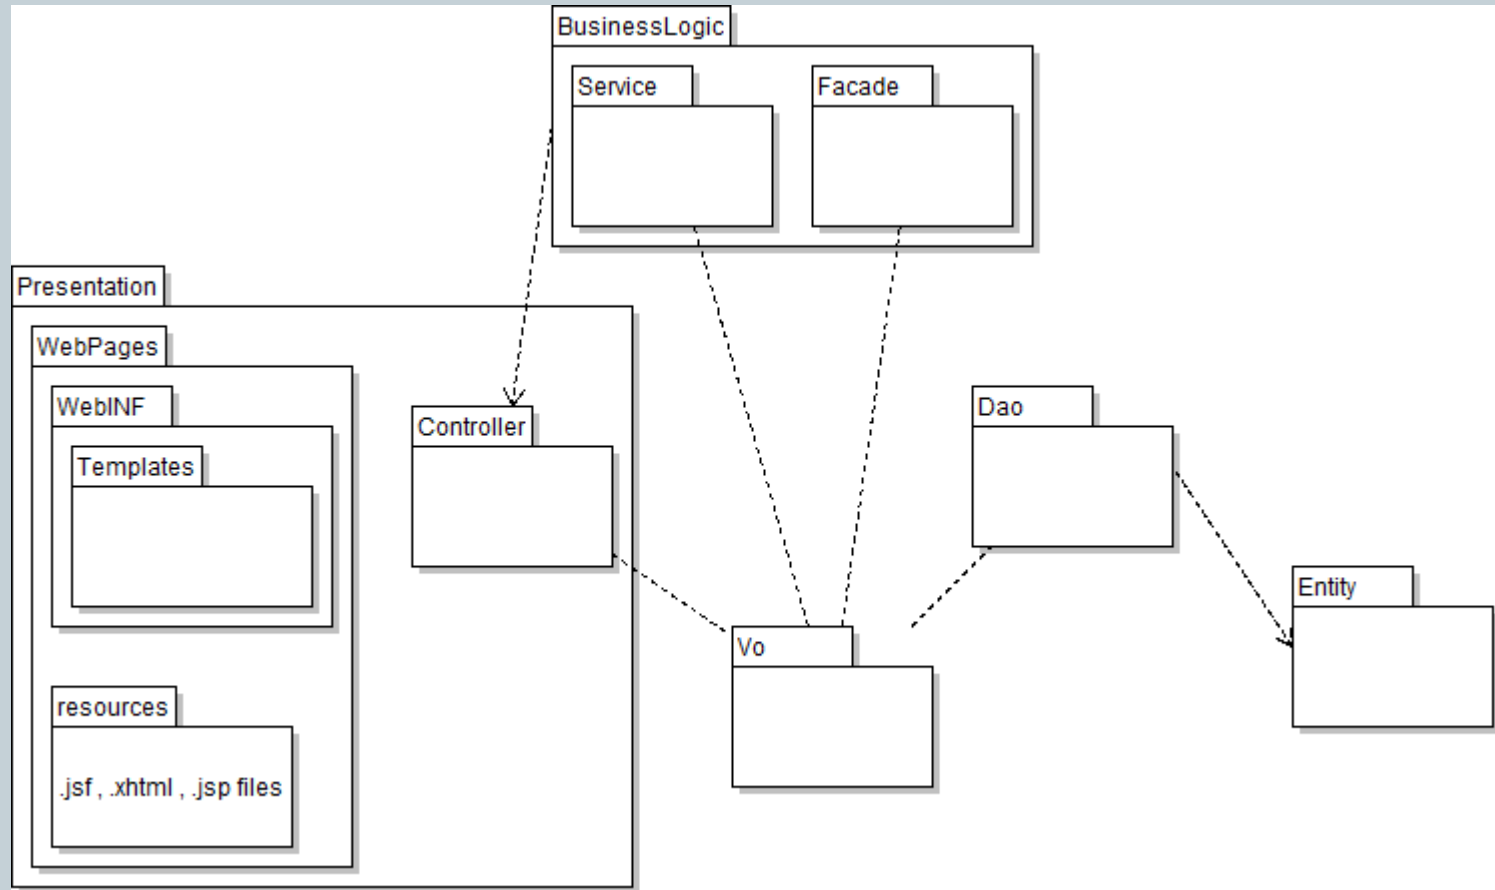 BusinessLogic
Service
Facade
Presentation
WebPages
WebINF
Templates
Controller
Dao
Entity
Vo
resources
.jsf , .xhtml , .jsp files